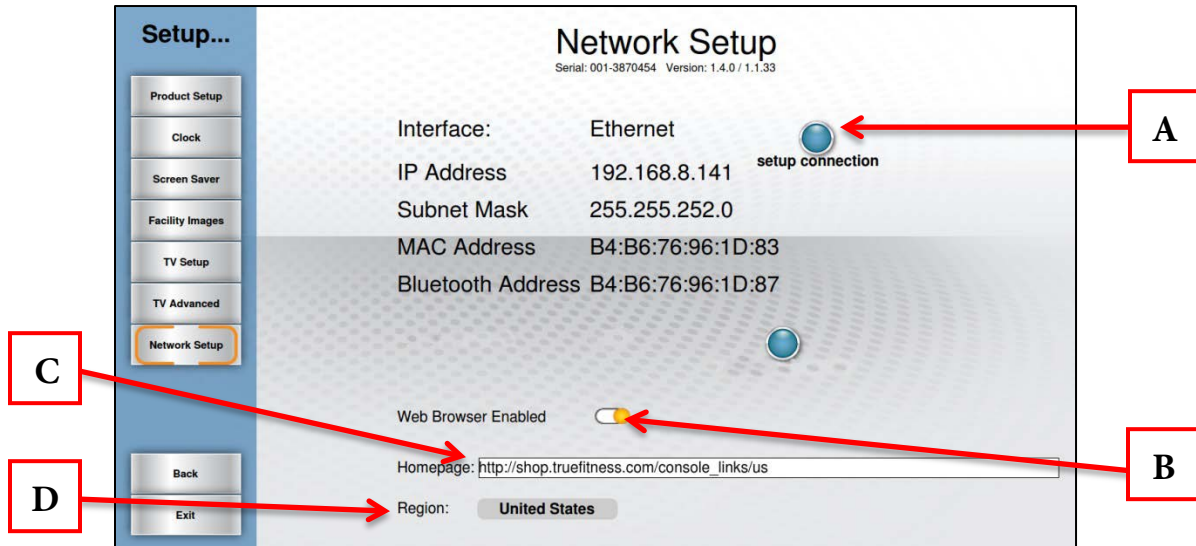 Setup...
Product Setup
Clock
Screen Saver
Facility Images
TV Setup
TV Advanced
Network Setup
Back
Exit
Network Setup
Serial: 001-3870454 Version: 1.4.0 / 1.1.33
Interface: Ethernet
setup connection
IP Address 192.168.8.141
Subnet Mask 255.255.252.0
MAC Address B4:B6:76:96:1D:83
Bluetooth Address B4:B6:76:96:1D:87
Web Browser Enabled
Homepage: http://shop.truefitness.com/console_links/us
Region: United States
A
B
C
D